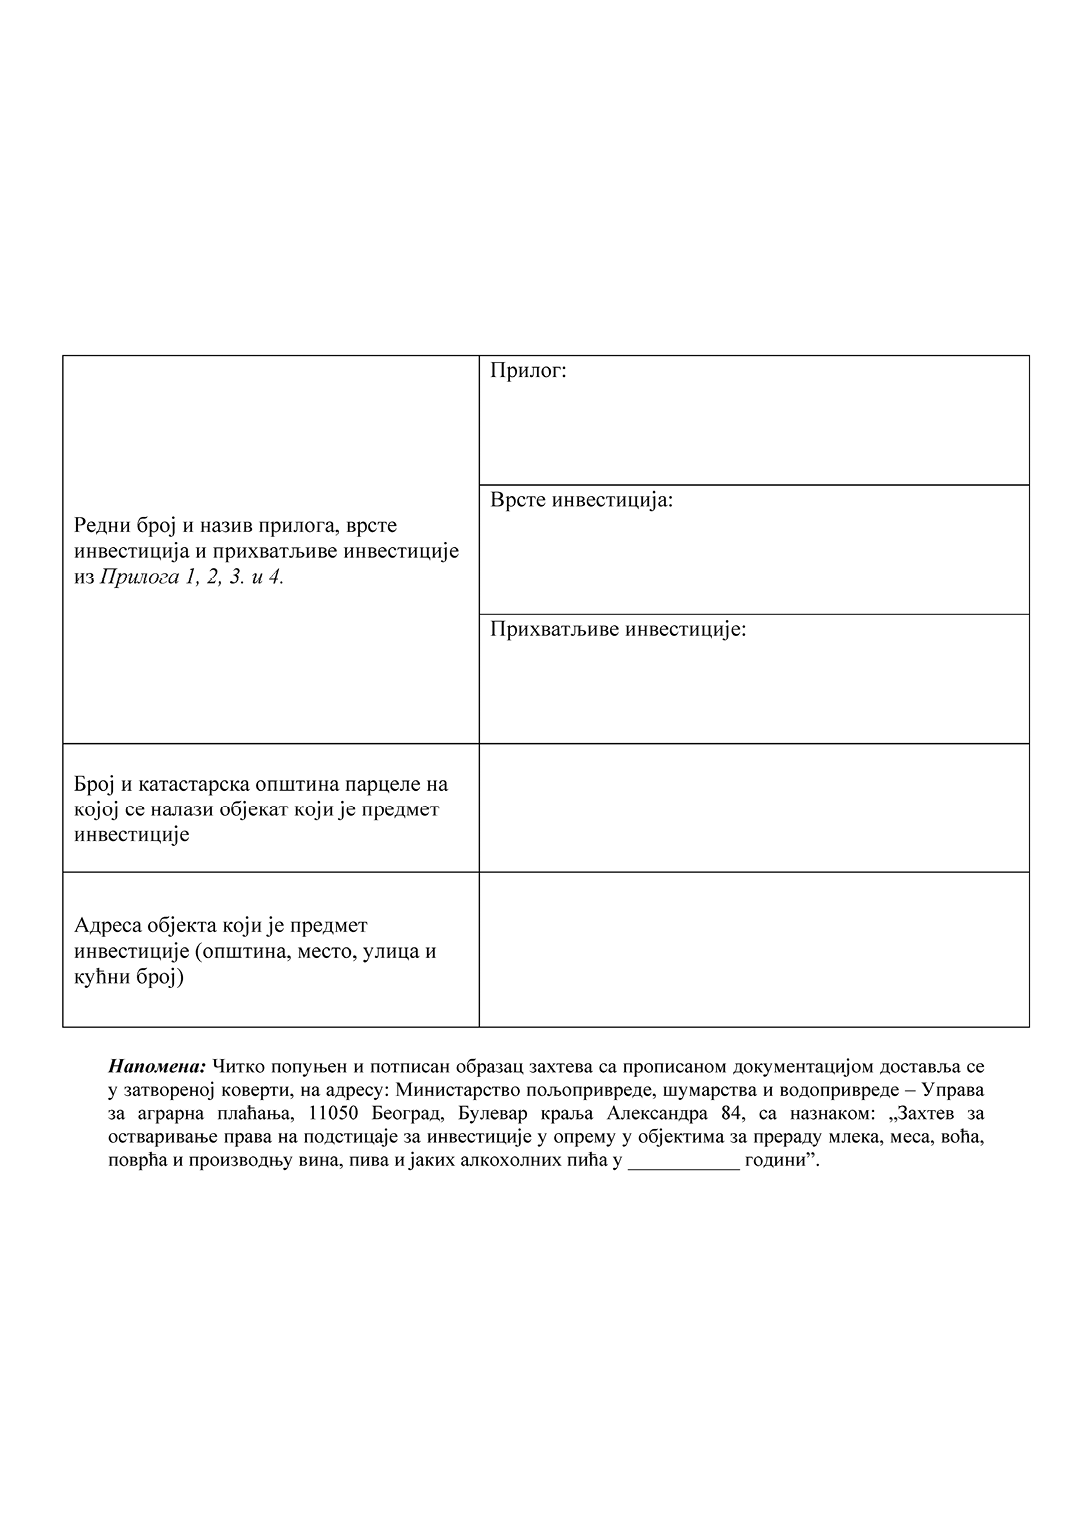 Прилог:
Врсте инвестиција:
Редни број и назив прилога, врсте
инвестиција и прихватљиве инвестиције
из Прилога 1, 2, 3. и 4.
Прихватљиве инвестиције:
Број и катастарска општина парцеле на
којој се налази објекат који је предмет
инвестиције
Адреса објекта који је предмет
инвестиције (општина, место, улица и
кућни број)
Напомена: Читко попуњен и потписан образац захтева са прописаном документацијом доставља се
у затвореној коверти, на адресу: Министарство пољопривреде, шумарства и водопривреде – Управа
за аграрна плаћања, 11050 Београд, Булевар краља Александра 84, са назнаком: „Захтев за
остваривање права на подстицаје за инвестиције у опрему у објектима за прераду млека, меса, воћа,
поврћа и производњу вина, пива и јаких алкохолних пића у ___________ години”.